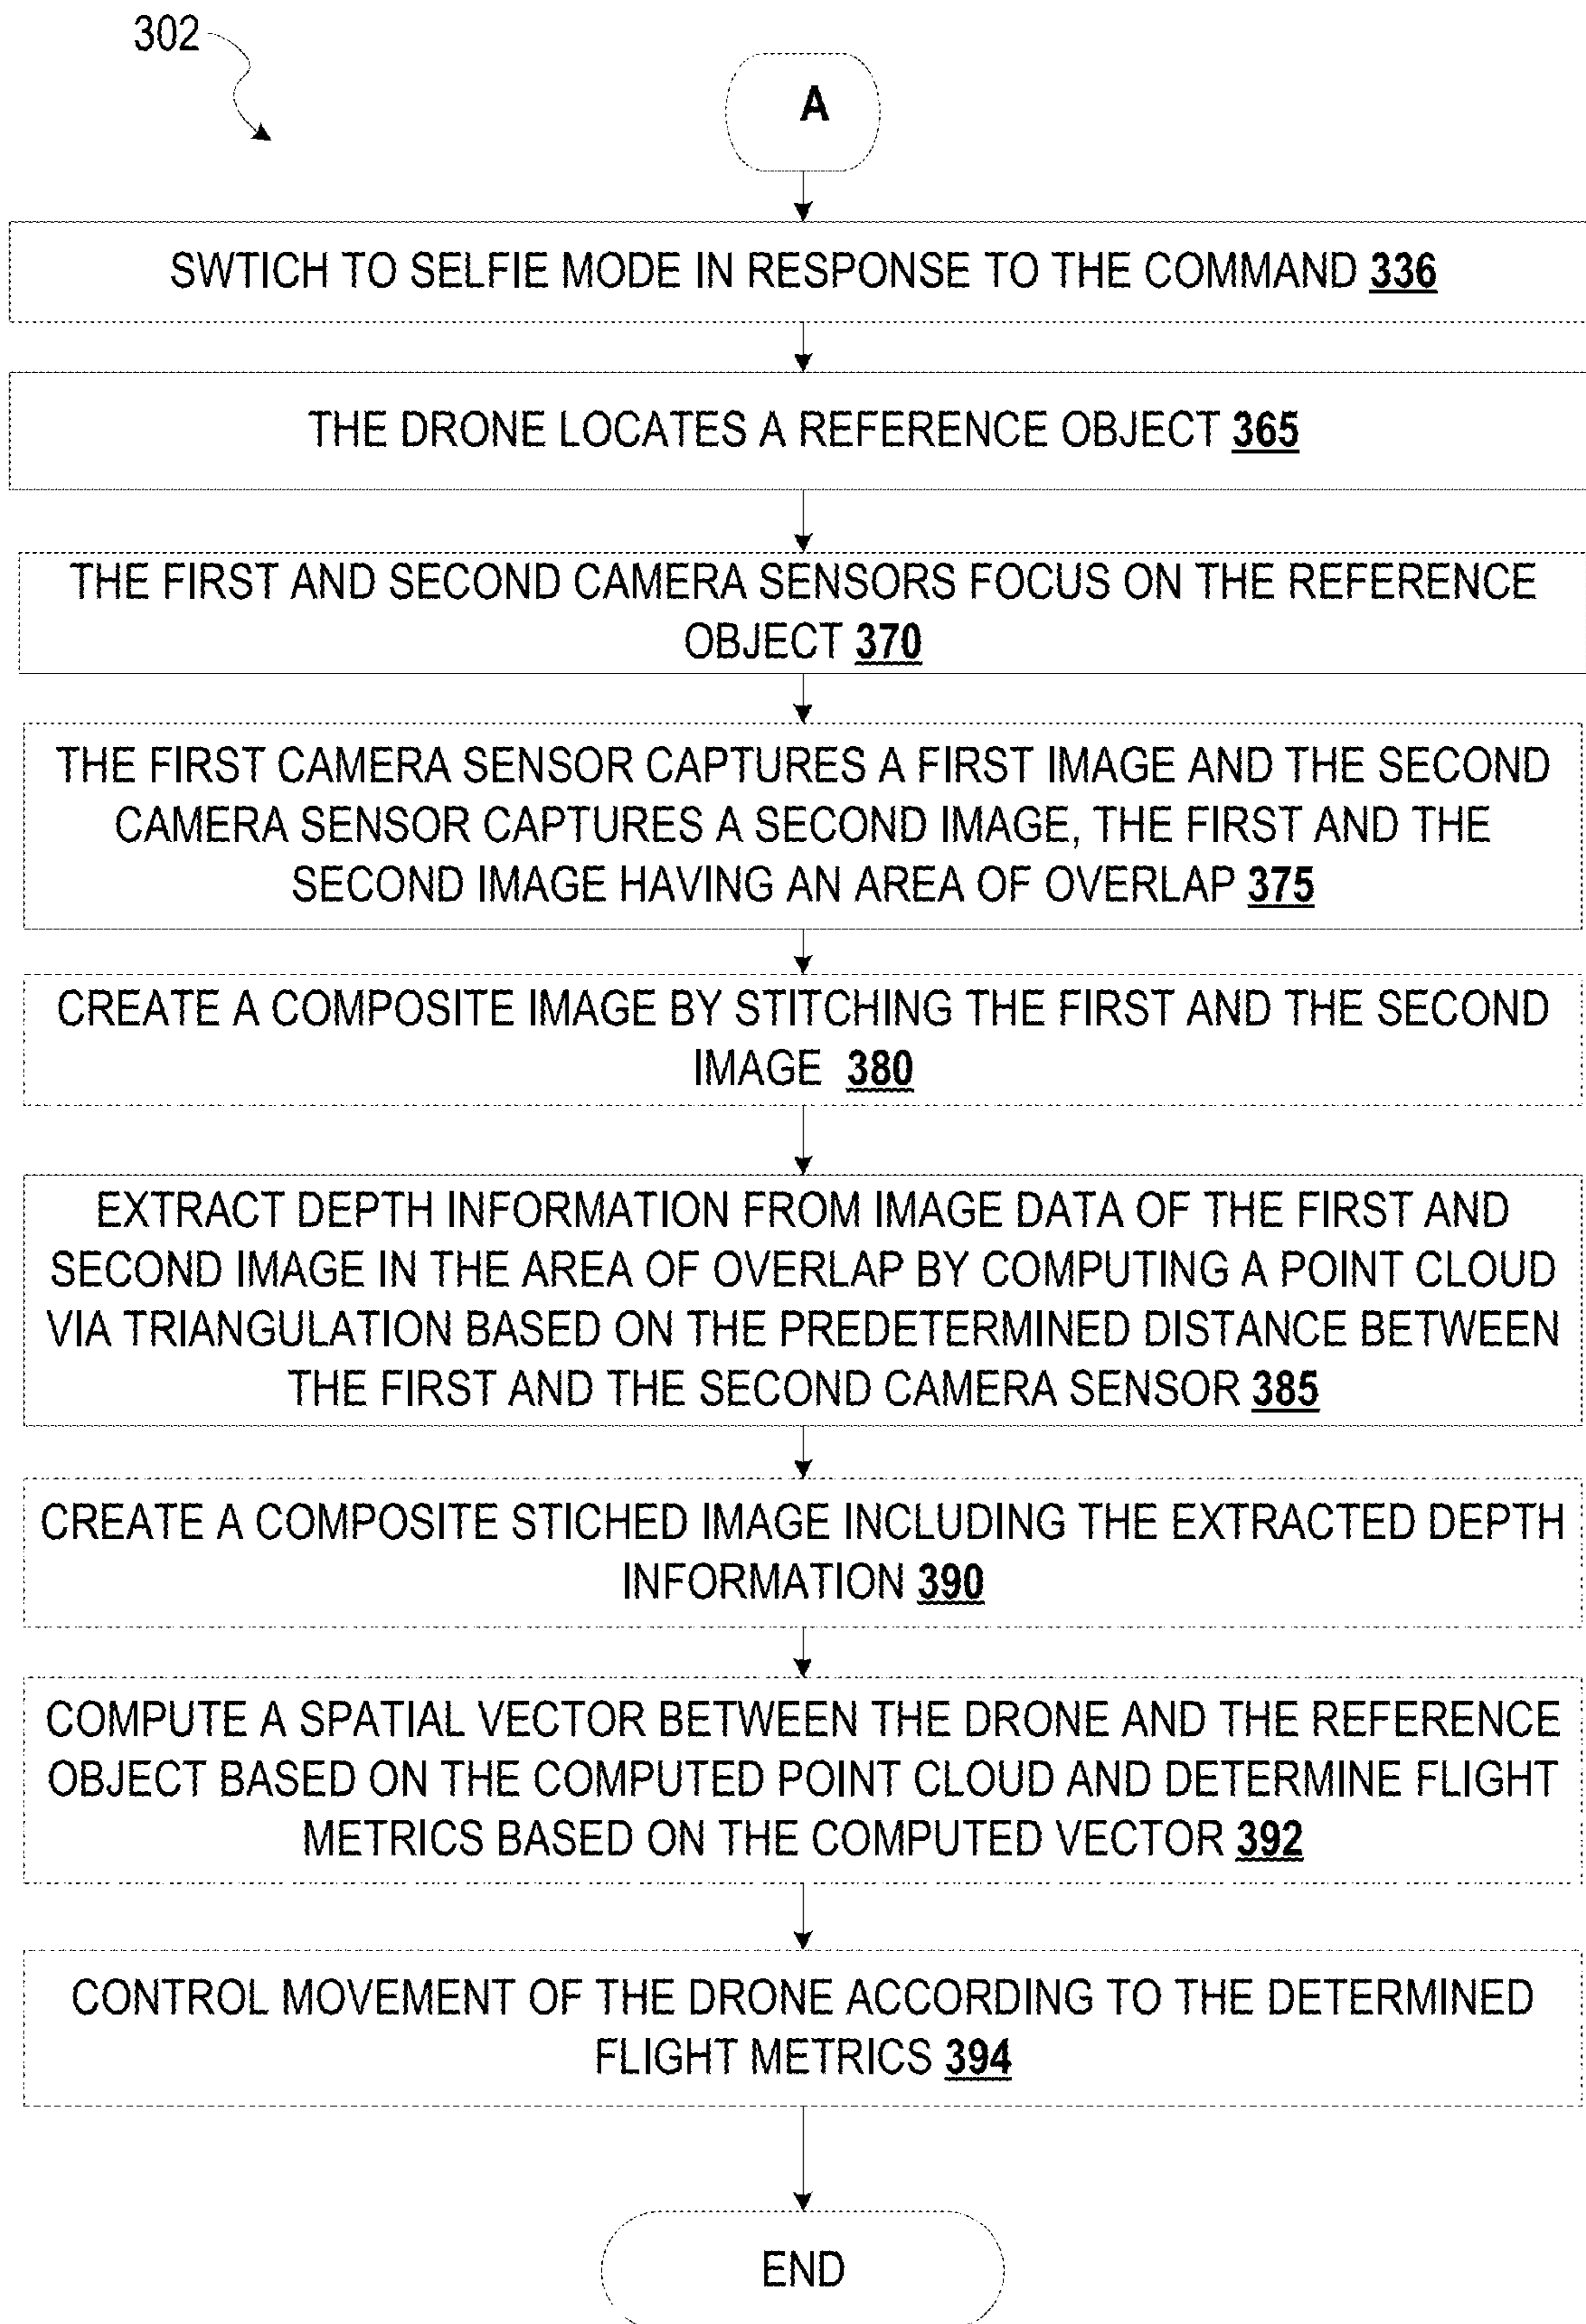 302
A
SWTICH TO SELFIE MODE IN RESPONSE TO THE COMMAND 336
THE DRONE LOCATES A REFERENCE OBJECT 365
THE FIRST AND SECOND CAMERA SENSORS FOCUS ON THE REFERENCE
OBJECT 370
THE FIRST CAMERA SENSOR CAPTURES A FIRST IMAGE AND THE SECOND
CAMERA SENSOR CAPTURES A SECOND IMAGE, THE FIRST AND THE
SECOND IMAGE HAVING AN AREA OF OVERLAP 375
CREATE A COMPOSITE IMAGE BY STITCHING THE FIRST AND THE SECOND
IMAGE 380
EXTRACT DEPTH INFORMATION FROM IMAGE DATA OF THE FIRST AND
SECOND IMAGE IN THE AREA OF OVERLAP BY COMPUTING A POINT CLOUD
VIA TRIANGULATION BASED ON THE PREDETERMINED DISTANCE BETWEEN
THE FIRST AND THE SECOND CAMERA SENSOR 385
CREATE A COMPOSITE STICHED IMAGE INCLUDING THE EXTRACTED DEPTH
INFORMATION 390
COMPUTE A SPATIAL VECTOR BETWEEN THE DRONE AND THE REFERENCE
OBJECT BASED ON THE COMPUTED POINT CLOUD AND DETERMINE FLIGHT
METRICS BASED ON THE COMPUTED VECTOR 392
CONTROL MOVEMENT OF THE DRONE ACCORDING TO THE DETERMINED
FLIGHT METRICS 394
END